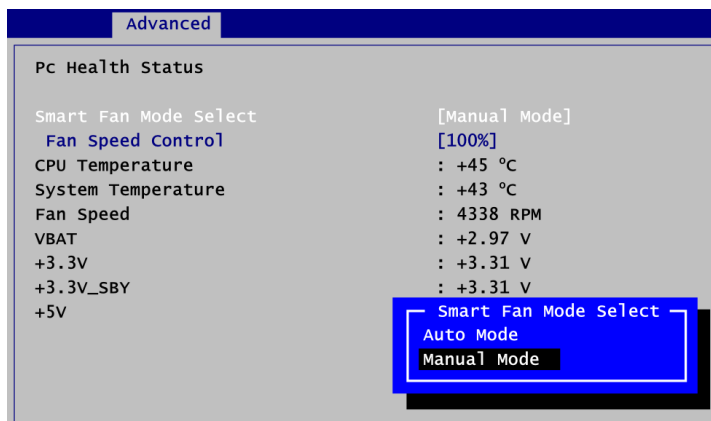 Advanced
Pc Health Status
Smart Fan Mode Select [Manual Mode]
Fan Speed Control [100%]
CPU Temperature : +45 °C
System Temperature : +43 °C
Fan Speed : 4338 RPM
VBAT : +2.97 V
+3.3V : +3.31 V
+3.3V_SBY : +3.31 V
+5V
Smart Fan Mode Select
Auto Mode
Manual Mode